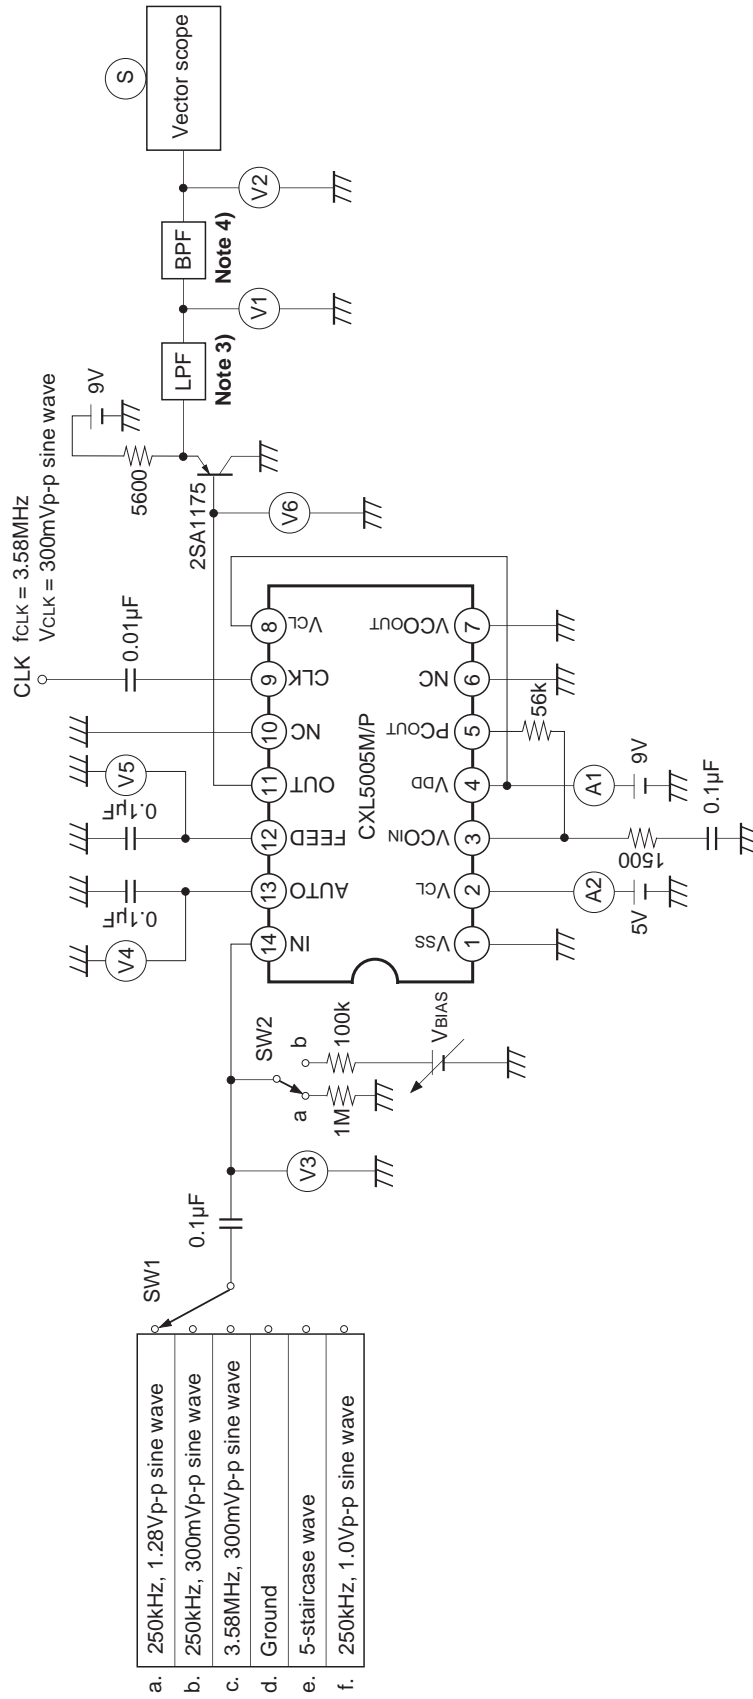 a. 250kHz, 1.28Vp-p sine wave
b. 250kHz, 300mVp-p sine wave
c. 3.58MHz, 300mVp-p sine wave
d. Ground
e. 5-staircase wave
f. 250kHz, 1.0Vp-p sine wave
SW1
0.1µF
V3
SW2
a
b
1M
100k
VBIAS
V4
0.1µF
0.1µF
V5
CLK fCLK = 3.58MHz
VCLK = 300mVp-p sine wave
0.01µF
14 13 12 11 10 9 8
IN AUTO FEED OUT NC CLK VCL
CXL5005M/P
VSS VCL VCOIN VDD PCOUT NC VCOOUT
1 2 3 4 5 6 7
A2
5V
1500
0.1µF
A1
9V
56k
V6
2SA1175
5600
9V
LPF
Note 3)
V1
BPF
Note 4)
V2
Vector scope
S